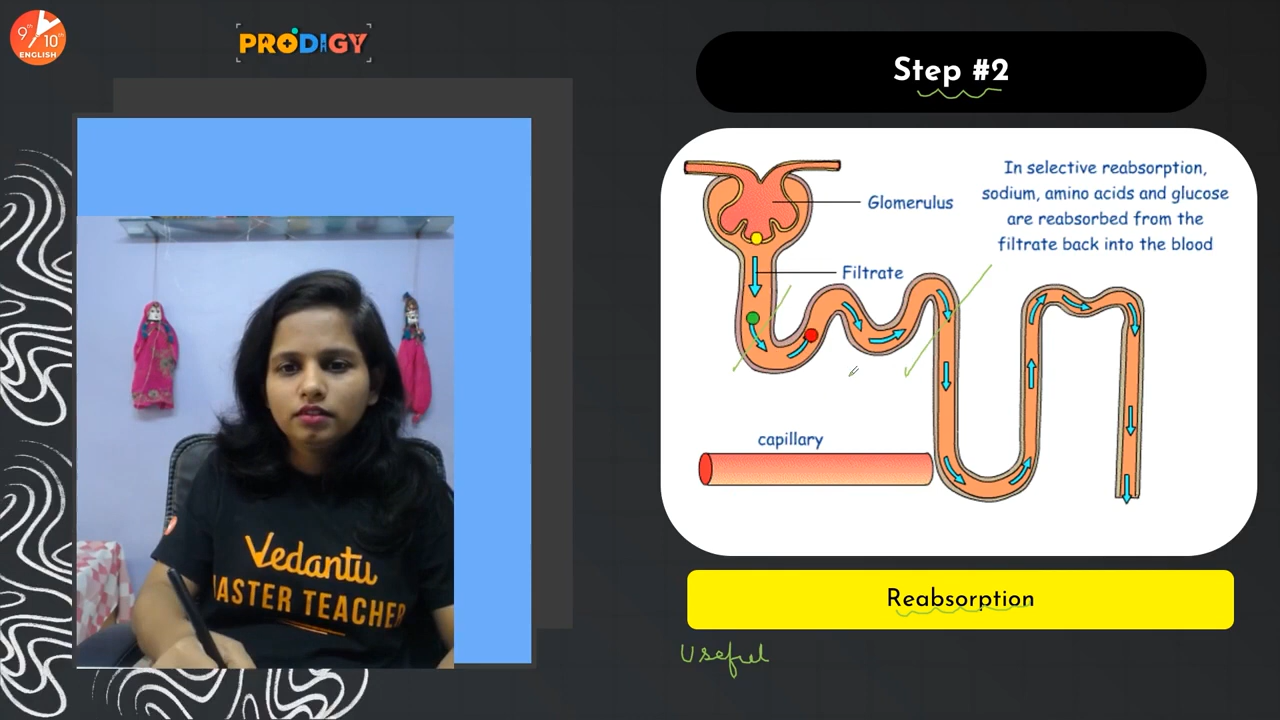 9th 10th
ENGLISH
PRODIGY
Step #2
In selective reabsorption,
sodium, amino acids and glucose
are reabsorbed from the
filtrate back into the blood
Glomerulus
Filtrate
capillary
Vedantu
MASTER TEACHER
Reabsorption
Useful